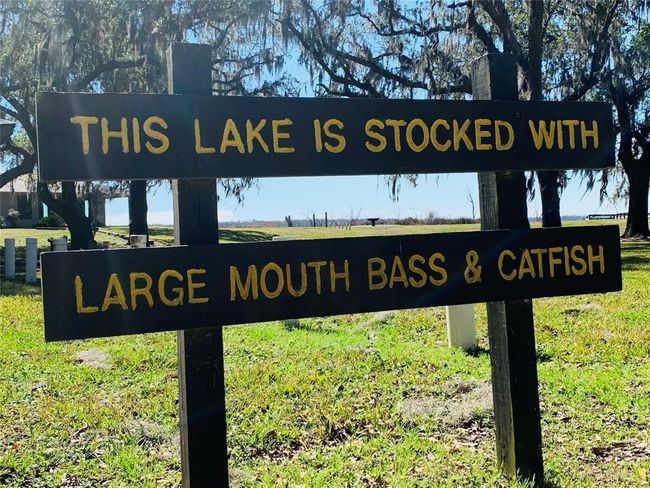 THIS LAKE IS STOCKED WITH
LARGE MOUTH BASS & CATFISH